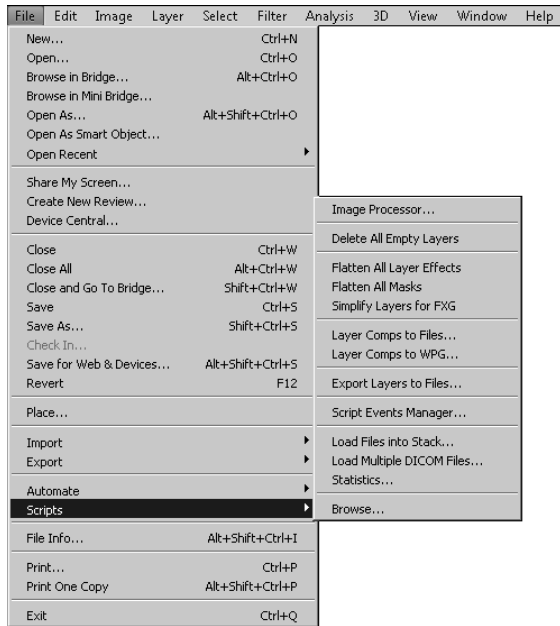 File Edit Image Layer Select Filter Analysis 3D View Window Help
New... Ctrl+N
Open... Ctrl+O
Browse in Bridge... Alt+Ctrl+O
Browse in Mini Bridge...
Open As... Alt+Shift+Ctrl+O
Open As Smart Object...
Open Recent
Share My Screen...
Create New Review...
Device Central...
Close Ctrl+W
Close All Alt+Ctrl+W
Close and Go To Bridge... Shift+Ctrl+W
Save Ctrl+S
Save As... Shift+Ctrl+S
Check In...
Save for Web & Devices... Alt+Shift+Ctrl+S
Revert F12
Place...
Import
Export
Automate
Scripts
File Info... Alt+Shift+Ctrl+I
Print... Ctrl+P
Print One Copy Alt+Shift+Ctrl+P
Exit Ctrl+Q
Image Processor...
Delete All Empty Layers
Flatten All Layer Effects
Flatten All Masks
Simplify Layers for FXG
Layer Comps to Files...
Layer Comps to WPG...
Export Layers to Files...
Script Events Manager...
Load Files into Stack...
Load Multiple DICOM Files...
Statistics...
Browse...